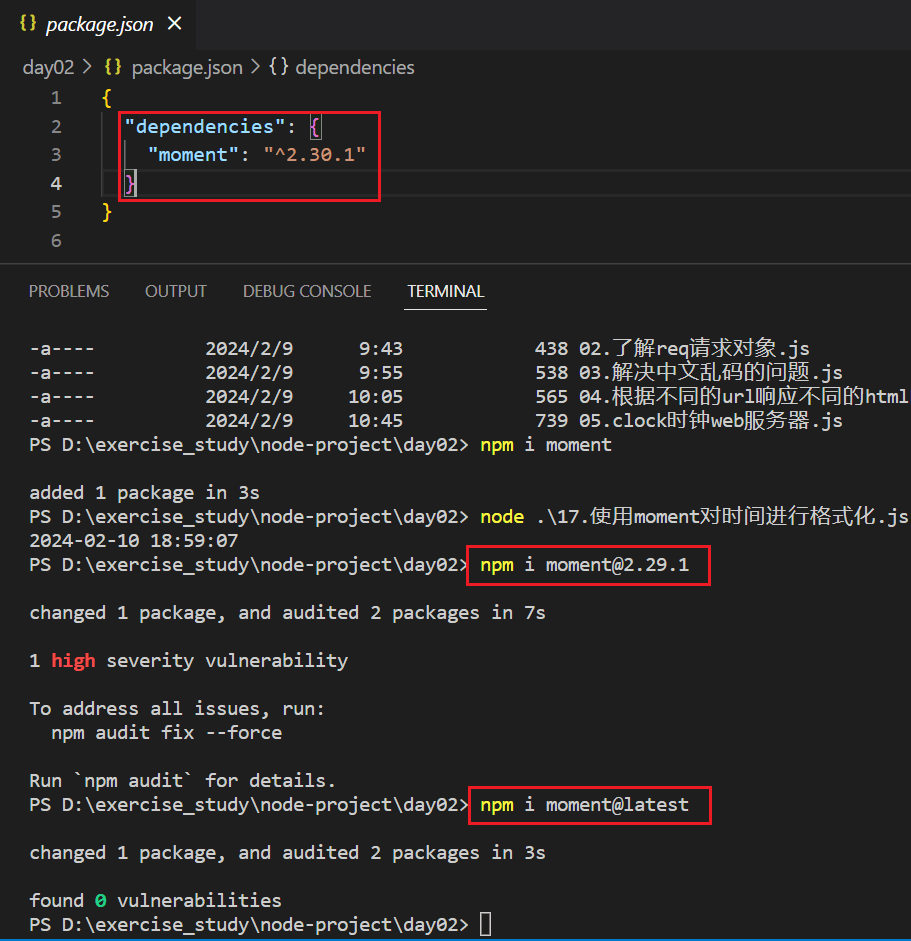 {} package.json ×
day02 > {} package.json > {} dependencies
1 {
2 "dependencies": {
3 "moment": "^2.30.1"
4 }
5 }
6
PROBLEMS OUTPUT DEBUG CONSOLE TERMINAL
-a---- 2024/2/9 9:43 438 02.了解req请求对象.js
-a---- 2024/2/9 9:55 538 03.解决中文乱码的问题.js
-a---- 2024/2/9 10:05 565 04.根据不同的url响应不同的html
-a---- 2024/2/9 10:45 739 05.clock时钟web服务器.js
PS D:\exercise_study\node-project\day02> npm i moment
added 1 package in 3s
PS D:\exercise_study\node-project\day02> node .\17.使用moment对时间进行格式化.js
2024-02-10 18:59:07
PS D:\exercise_study\node-project\day02> npm i moment@2.29.1
changed 1 package, and audited 2 packages in 7s
1 high severity vulnerability
To address all issues, run:
npm audit fix --force
Run `npm audit` for details.
PS D:\exercise_study\node-project\day02> npm i moment@latest
changed 1 package, and audited 2 packages in 3s
found 0 vulnerabilities
PS D:\exercise_study\node-project\day02>